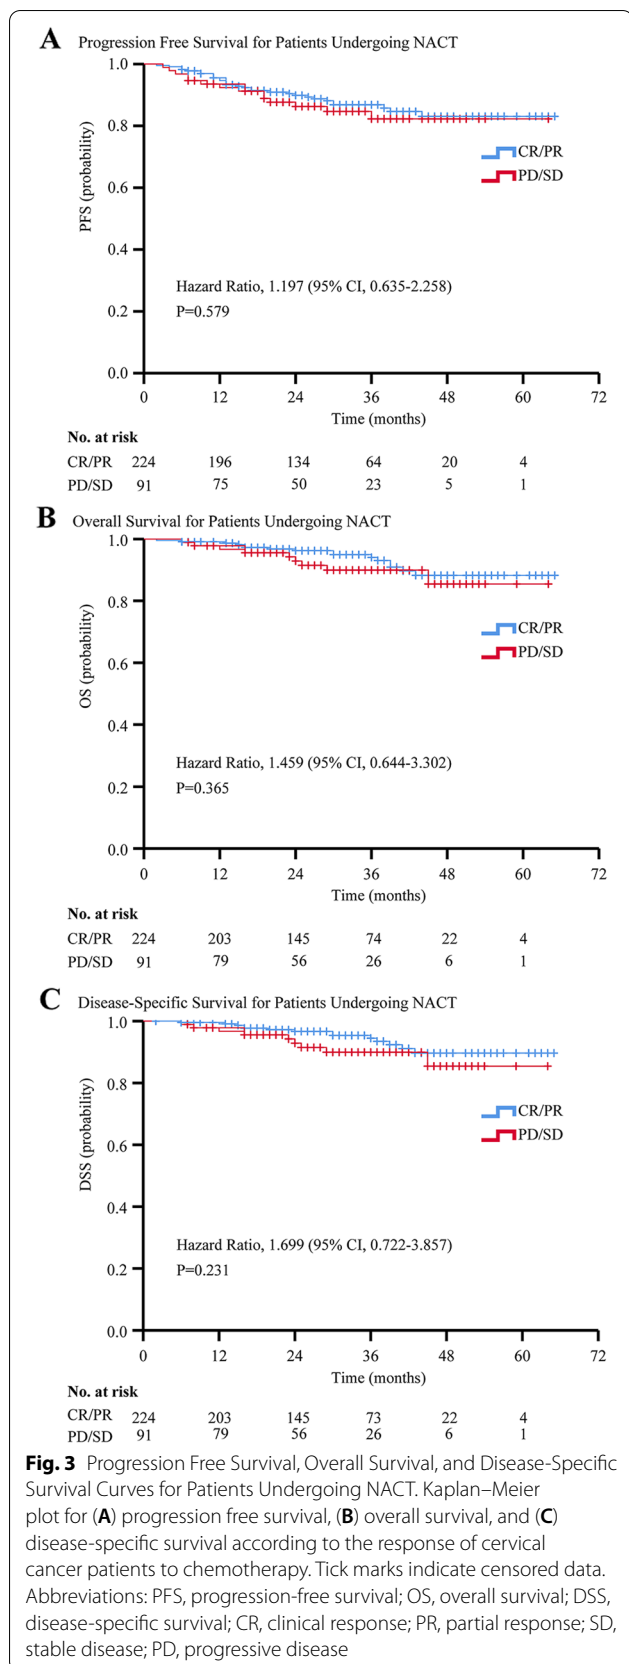 A Progression Free Survival for Patients Undergoing NACT
1.0
0.8
0.6
0.4
0.2
0.0
PFS (probability)
CR/PR
PD/SD
Hazard Ratio, 1.197 (95% CI, 0.635-2.258)
P=0.579
0 12 24 36 48 60 72
Time (months)
No. at risk
CR/PR 224 196 134 64 20 4
PD/SD 91 75 50 23 5 1
B Overall Survival for Patients Undergoing NACT
1.0
0.8
0.6
0.4
0.2
0.0
OS (probability)
CR/PR
PD/SD
Hazard Ratio, 1.459 (95% CI, 0.644-3.302)
P=0.365
0 12 24 36 48 60 72
Time (months)
No. at risk
CR/PR 224 203 145 74 22 4
PD/SD 91 79 56 26 6 1
C Disease-Specific Survival for Patients Undergoing NACT
1.0
0.8
0.6
0.4
0.2
0.0
DSS (probability)
CR/PR
PD/SD
Hazard Ratio, 1.699 (95% CI, 0.722-3.857)
P=0.231
0 12 24 36 48 60 72
Time (months)
No. at risk
CR/PR 224 203 145 73 22 4
PD/SD 91 79 56 26 6 1
Fig. 3 Progression Free Survival, Overall Survival, and Disease-Specific
Survival Curves for Patients Undergoing NACT. Kaplan–Meier
plot for (A) progression free survival, (B) overall survival, and (C)
disease-specific survival according to the response of cervical
cancer patients to chemotherapy. Tick marks indicate censored data.
Abbreviations: PFS, progression-free survival; OS, overall survival; DSS,
disease-specific survival; CR, clinical response; PR, partial response; SD,
stable disease; PD, progressive disease